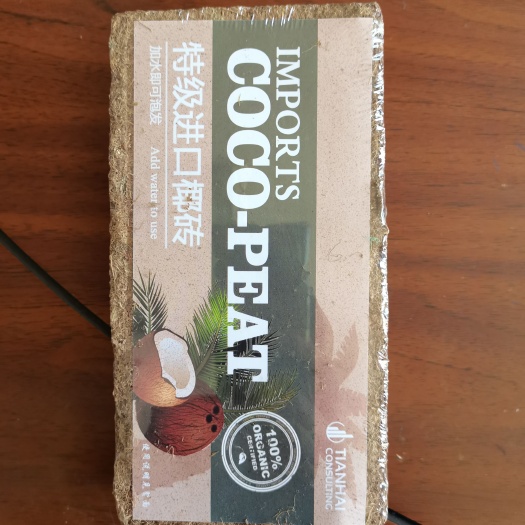 IMPORTS
COCO-PEAT
特级进口椰砖
加水即可泡发 Add water to use
100%
ORGANIC
CERTIFIED
TIANHAI
CONSULTING